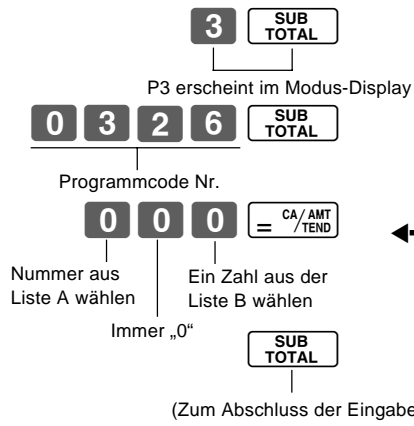 3 SUB TOTAL
P3 erscheint im Modus-Display
0 3 2 6 SUB TOTAL
Programmcode Nr.
0 0 0 = CA/AMT /TEND
Nummer aus
Liste A wählen
Ein Zahl aus der
Liste B wählen
Immer „0“
SUB TOTAL
(Zum Abschluss der Eingabe